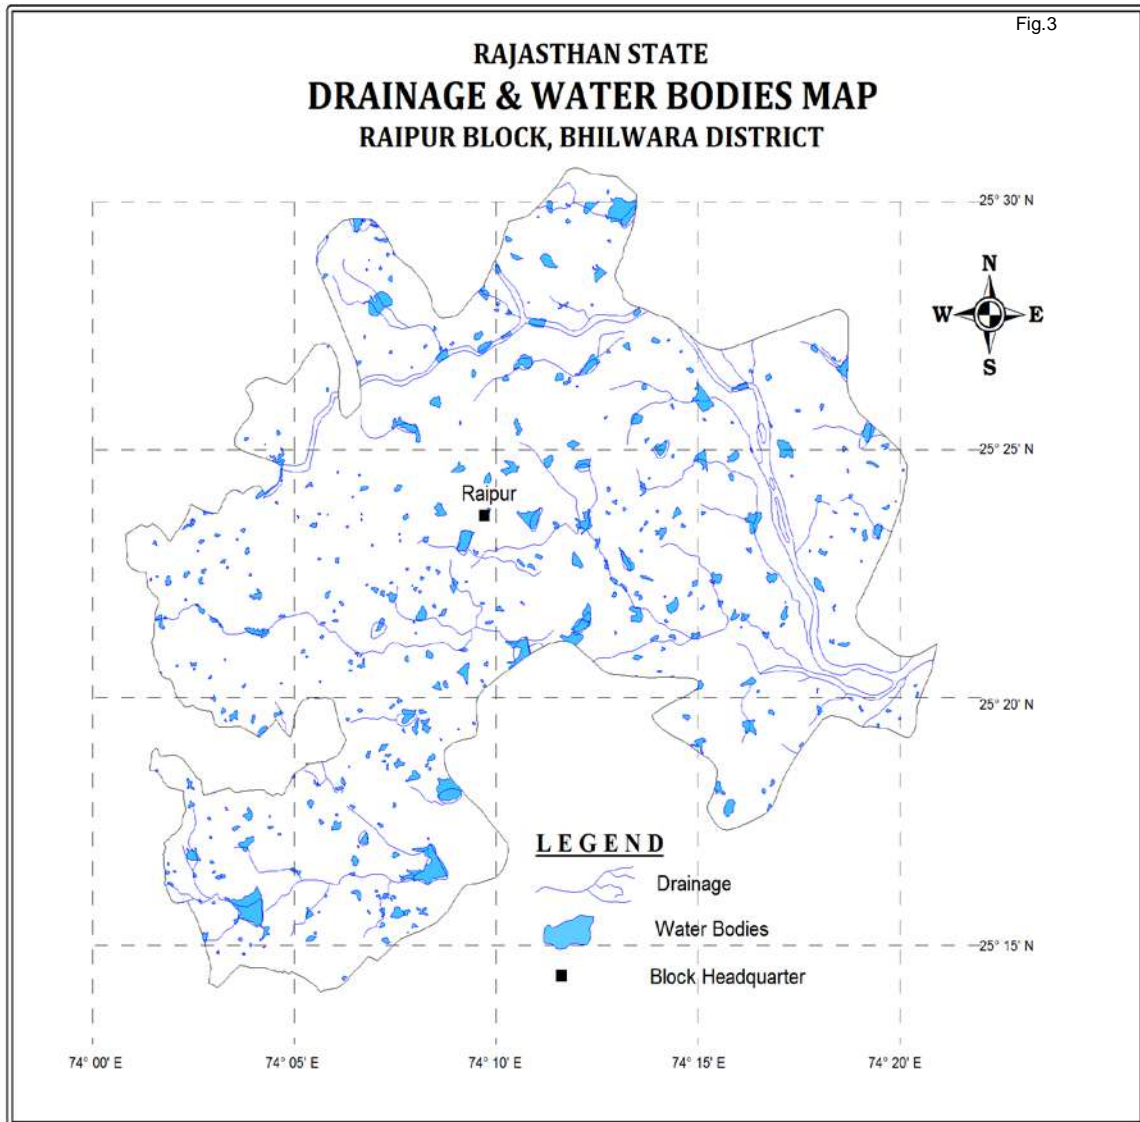 Fig.3
RAJASTHAN STATE
DRAINAGE & WATER BODIES MAP
RAIPUR BLOCK, BHILWARA DISTRICT
25° 30' N
N
W E
S
25° 25' N
Raipur
25° 20' N
LEGEND
Drainage
Water Bodies
25° 15' N
Block Headquarter
74° 00' E 74° 05' E 74° 10' E 74° 15' E 74° 20' E